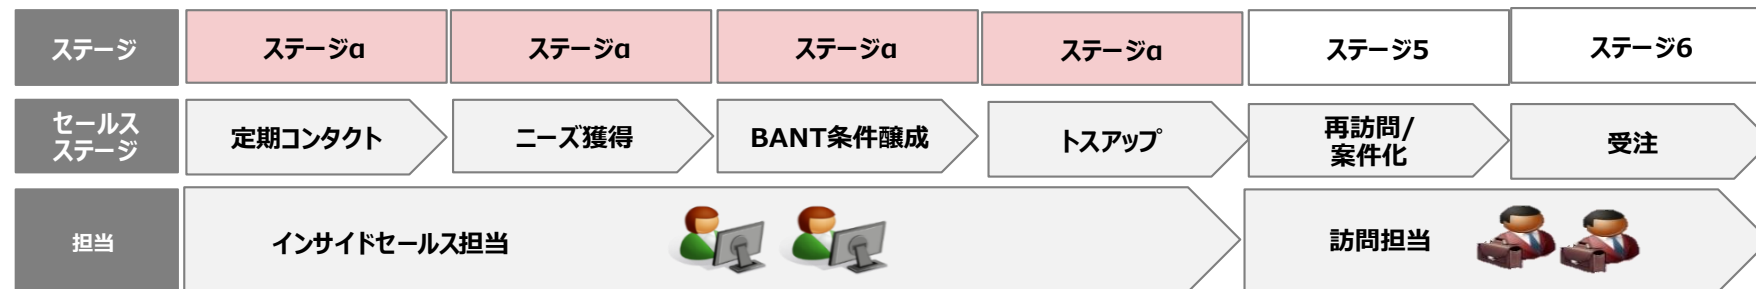 ステージ
ステージα
ステージα
ステージα
ステージα
ステージ5
ステージ6
セールス
ステージ
定期コンタクト
ニーズ獲得
BANT条件醸成
トスアップ
再訪問/
案件化
受注
担当
インサイドセールス担当
訪問担当